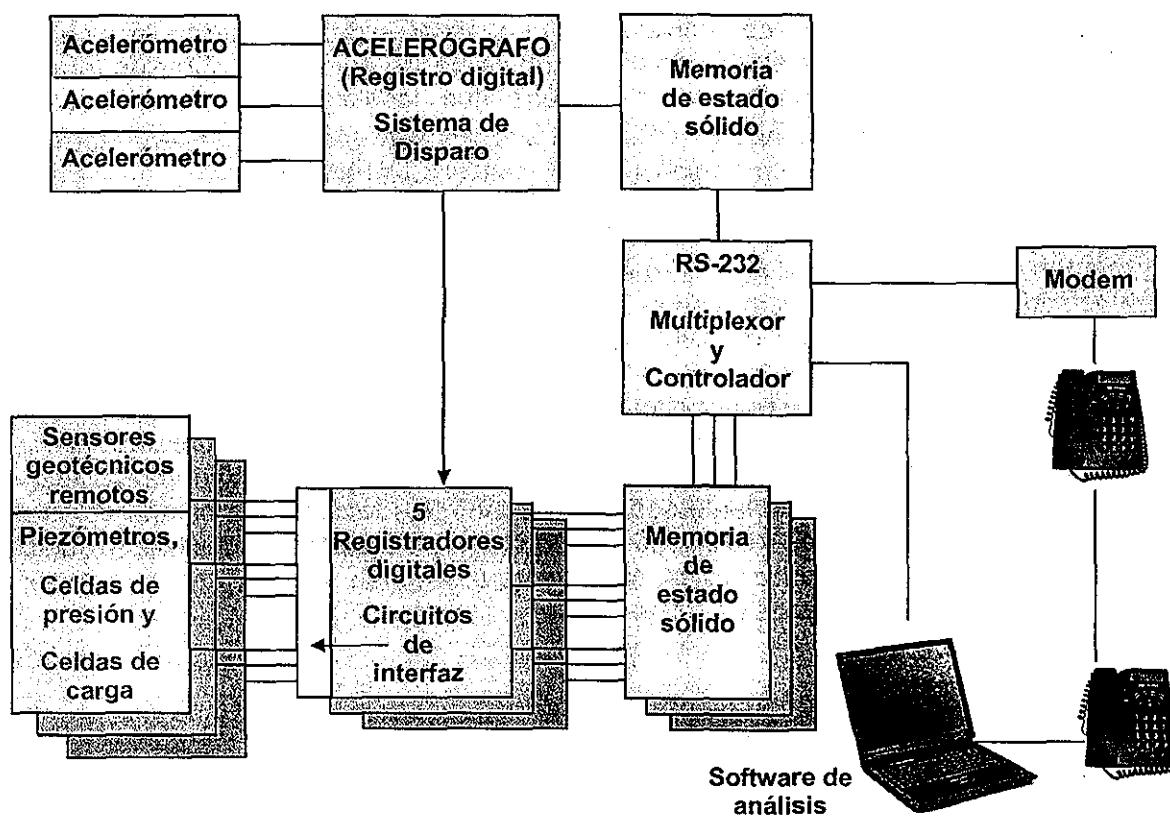 Acelerómetro
Acelerómetro
Acelerómetro
ACELERÓGRAFO
(Registro digital)
Sistema de
Disparo
Memoria
de estado
sólido
RS-232
Multiplexor
y
Controlador
Modem
Sensores
geotécnicos
remotos
Piezómetros,
Celdas de
presión y
Celdas de
carga
5
Registradores
digitales
Circuitos
de
interfaz
Memoria
de
estado
sólido
Software de
análisis